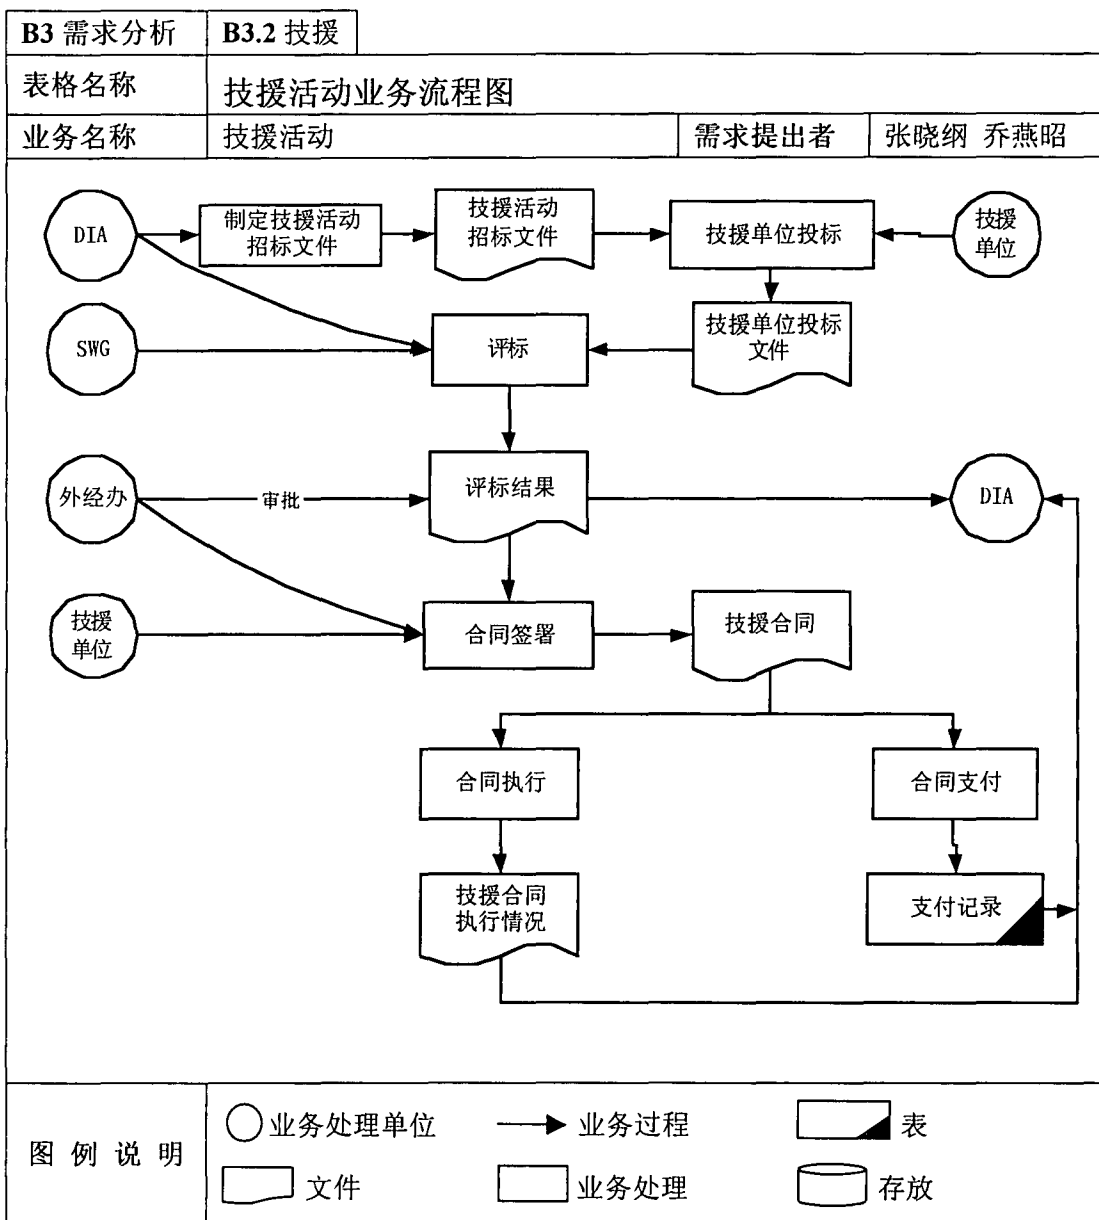 B3 需求分析 B3.2 技援
表格名称 技援活动业务流程图
业务名称 技援活动 需求提出者 张晓纲 乔燕昭
DIA
制定技援活动
招标文件
技援活动
招标文件
技援单位投标
技援
单位
SWG
评标
技援单位投标
文件
外经办
审批
评标结果
DIA
技援
单位
合同签署
技援合同
合同执行
合同支付
技援合同
执行情况
支付记录
图例说明
业务处理单位
业务过程
表
文件
业务处理
存放